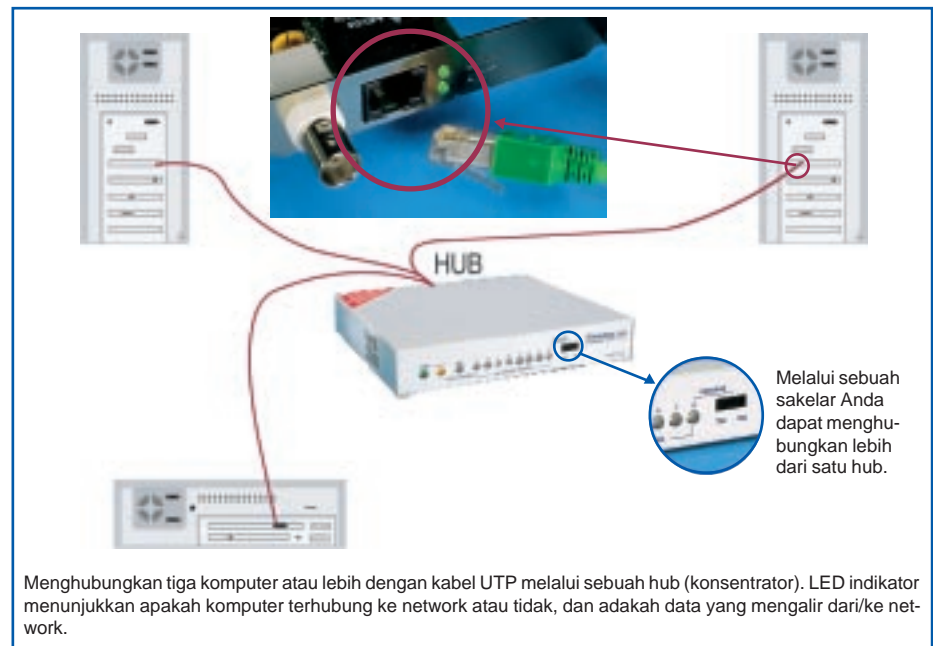 HUB
Melalui sebuah
sakelar Anda
dapat menghu-
bungkan lebih
dari satu hub.
Menghubungkan tiga komputer atau lebih dengan kabel UTP melalui sebuah hub (konsentrator). LED indikator
menunjukkan apakah komputer terhubung ke network atau tidak, dan adakah data yang mengalir dari/ke net-
work.